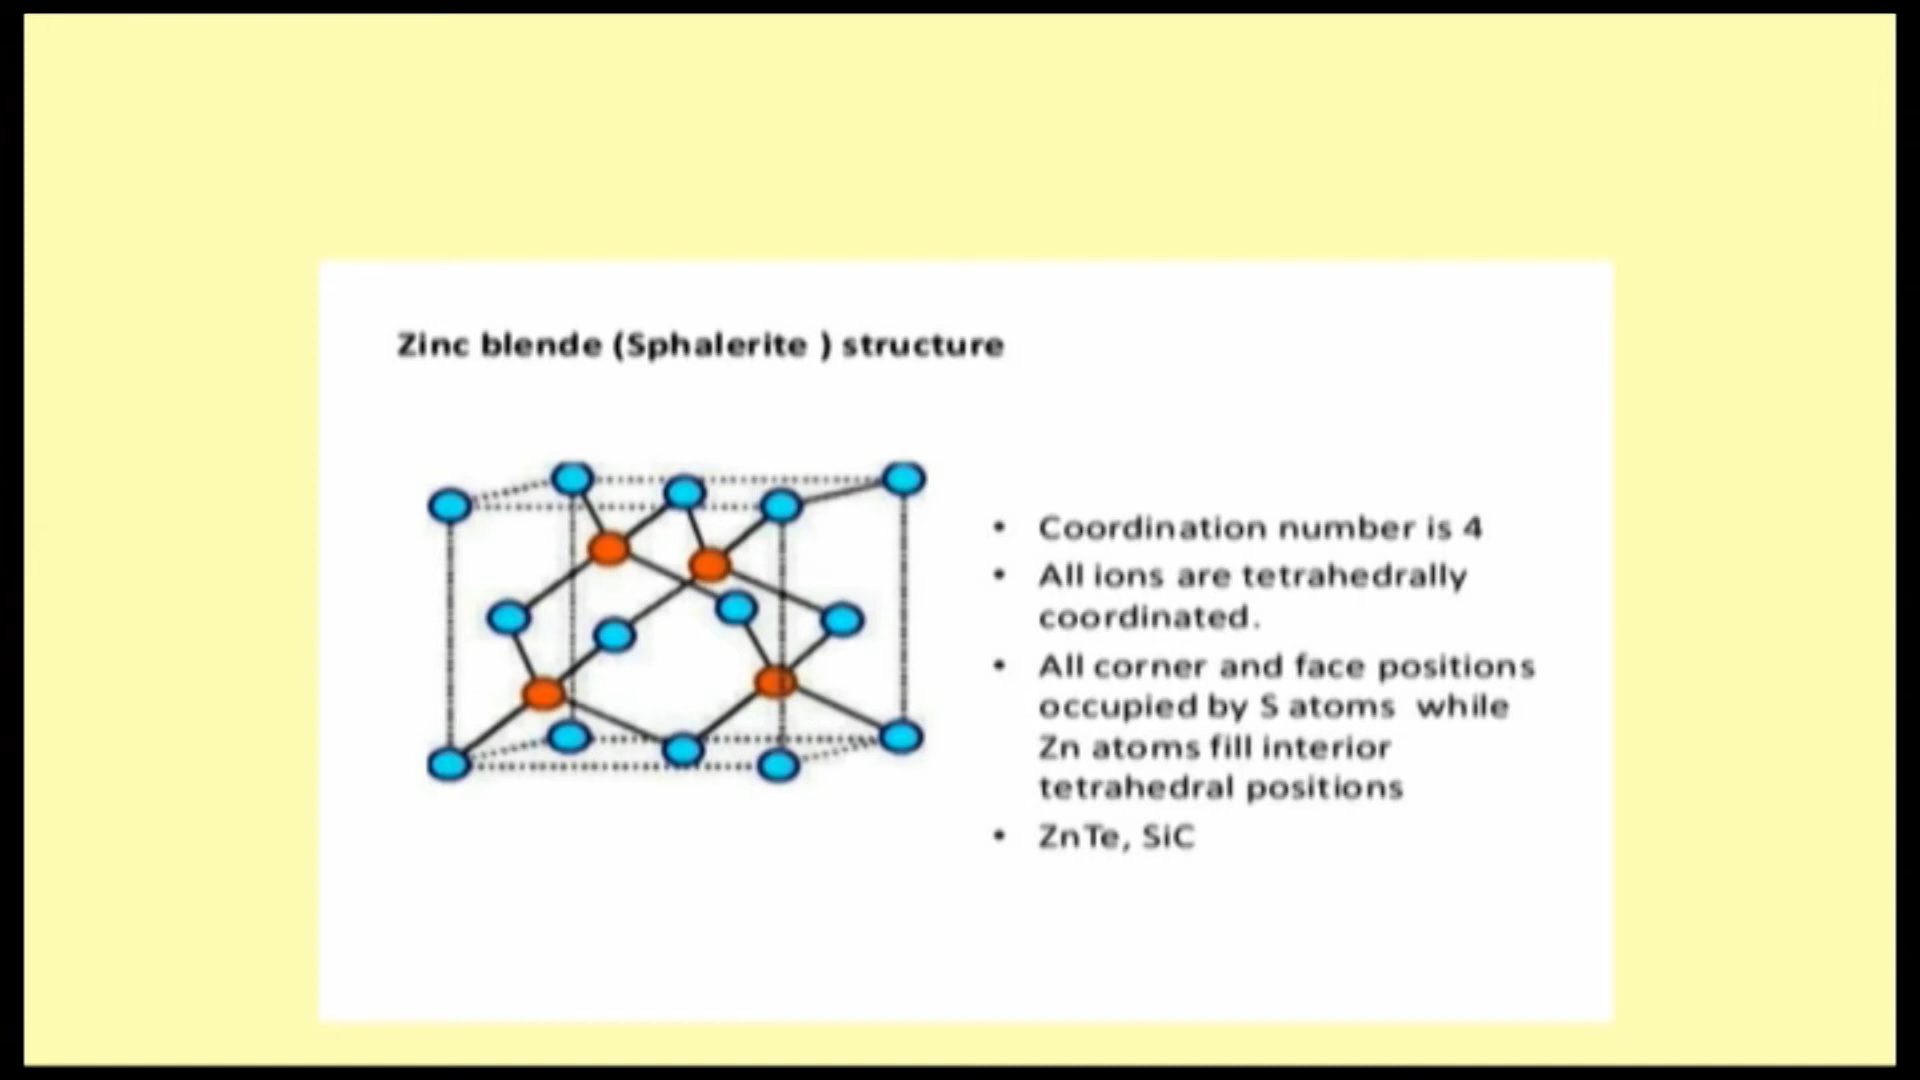 Zinc blende (Sphalerite ) structure
• Coordination number is 4
• All ions are tetrahedrally
coordinated.
• All corner and face positions
occupied by S atoms while
Zn atoms fill interior
tetrahedral positions
• ZnTe, SiC